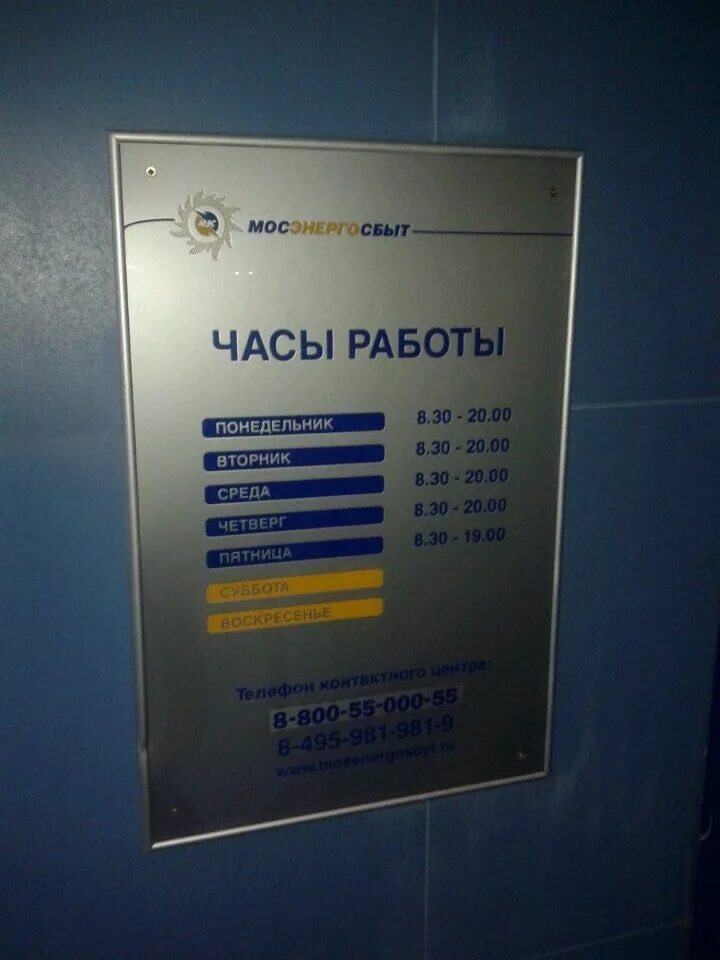 МЭС
МОСЭНЕРГОСБЫТ
ЧАСЫ РАБОТЫ
ПОНЕДЕЛЬНИК 8.30 - 20.00
ВТОРНИК 8.30 - 20.00
СРЕДА 8.30 - 20.00
ЧЕТВЕРГ 8.30 - 20.00
ПЯТНИЦА 8.30 - 19.00
СУББОТА
ВОСКРЕСЕНЬЕ
Телефон контактного центра:
8-800-55-000-55
8-495-981-981-9
www.mosenergosbyt.ru